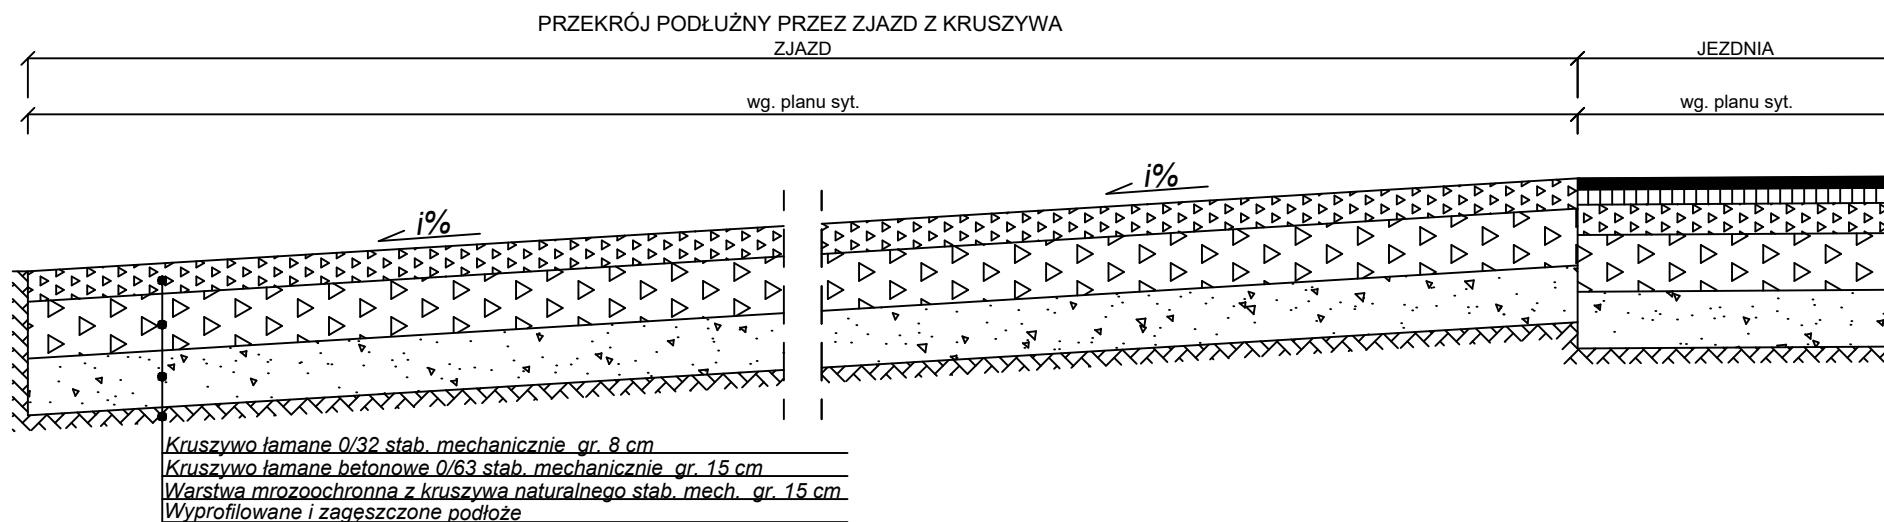 PRZEKRÓJ PODŁUŻNY PRZEZ ZJAZD Z KRUSZYWA
ZJAZD
JEZDNIA
wg. planu syt.
wg. planu syt.
i%
i%
Kruszywo łamane 0/32 stab. mechanicznie gr. 8 cm
Kruszywo łamane betonowe 0/63 stab. mechanicznie gr. 15 cm
Warstwa mrozoochronna z kruszywa naturalnego stab. mech. gr. 15 cm
Wyprofilowane i zagęszczone podłoże